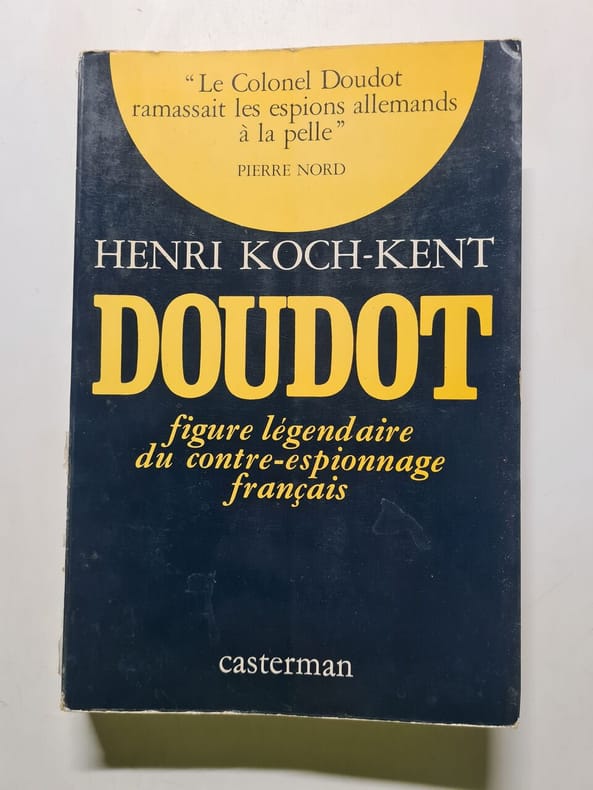 “Le Colonel Doudot
ramassait les espions allemands
à la pelle”
PIERRE NORD
HENRI KOCH-KENT
DOUDOT
figure légendaire
du contre-espionnage
français
casterman